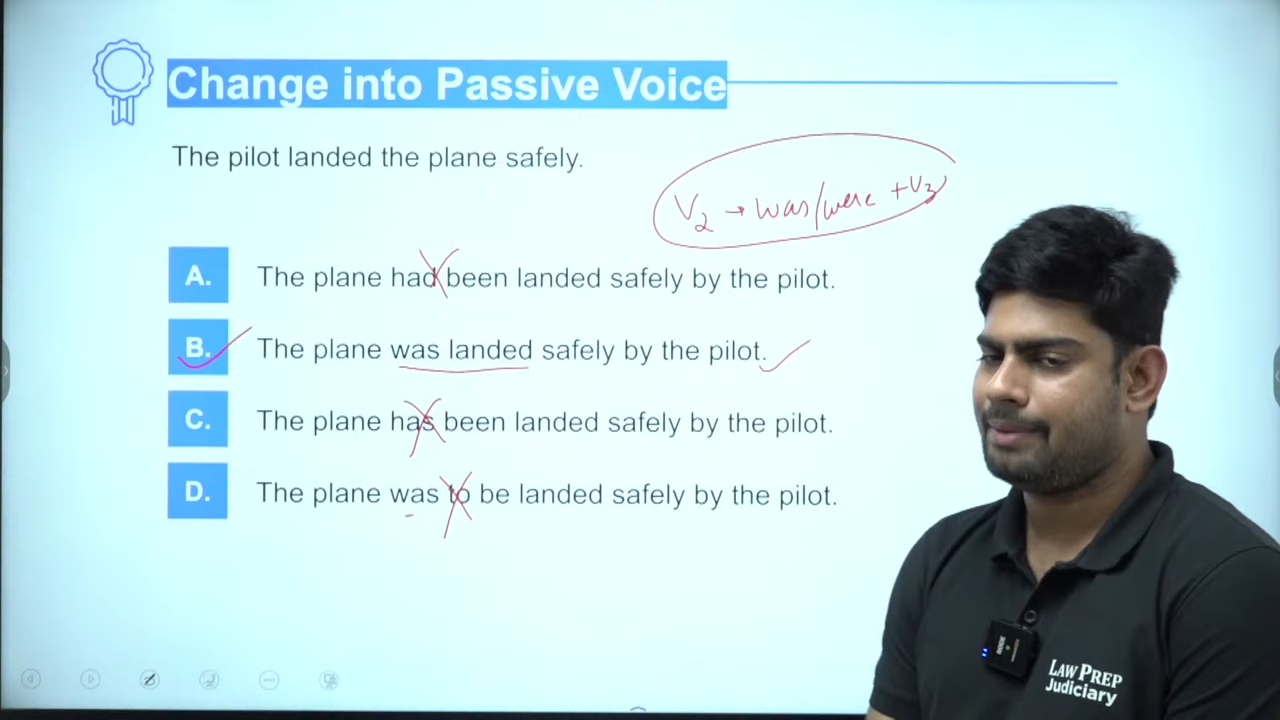 Change into Passive Voice
The pilot landed the plane safely.
V2 → was/were + V3
A. The plane had been landed safely by the pilot.
B. The plane was landed safely by the pilot.
C. The plane has been landed safely by the pilot.
D. The plane was to be landed safely by the pilot.
LAW PREP
Judiciary